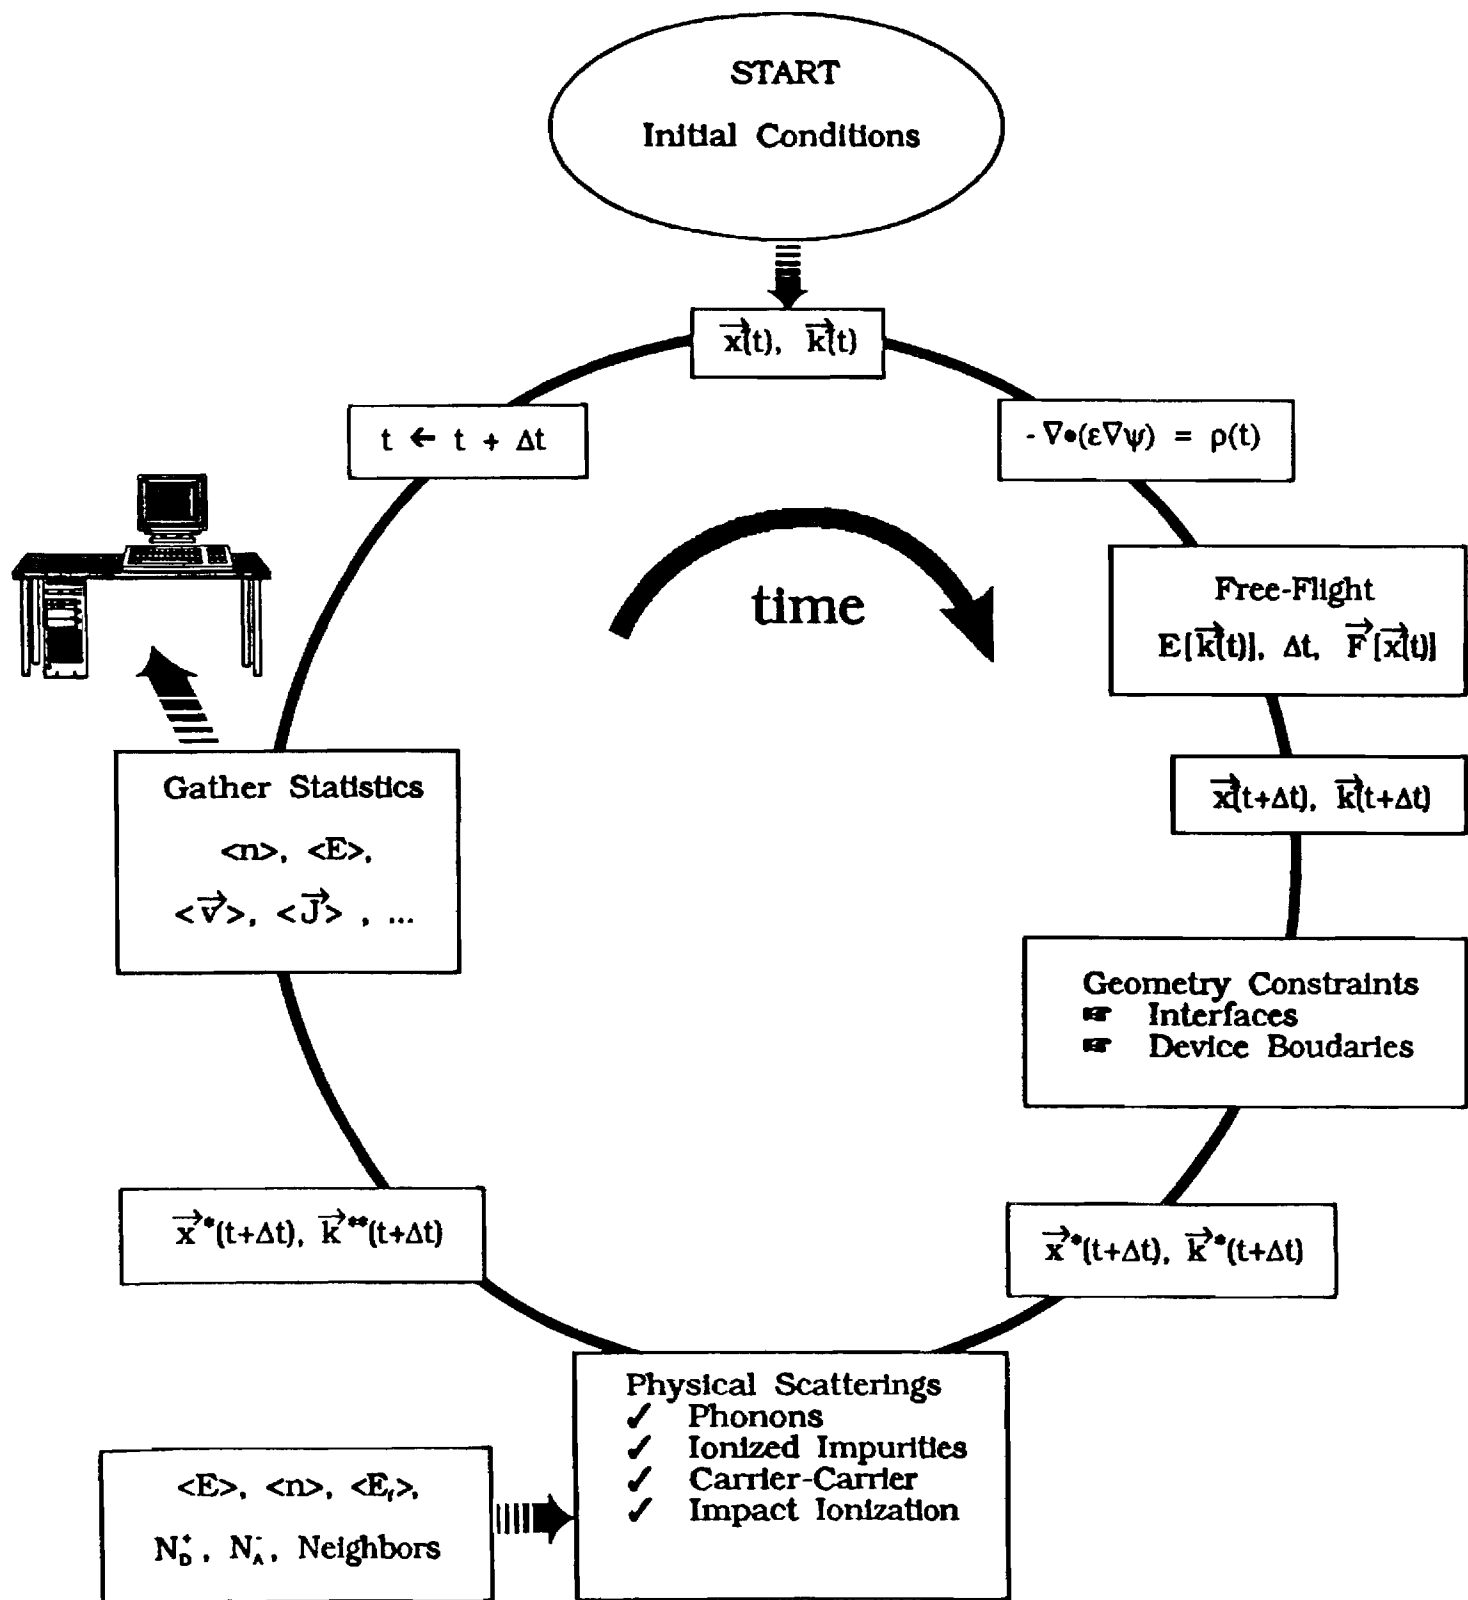 START
Initial Conditions
x⃗(t), k⃗(t)
t ← t + Δt
- ∇•(ε∇ψ) = ρ(t)
time
Free-Flight
E[k⃗(t)], Δt, F⃗[x⃗(t)]
x⃗(t+Δt), k⃗(t+Δt)
Gather Statistics
<n>, <E>,
<v⃗>, <J⃗> , ...
Geometry Constraints
☞ Interfaces
☞ Device Boudaries
x⃗*(t+Δt), k⃗**(t+Δt)
x⃗*(t+Δt), k⃗*(t+Δt)
Physical Scatterings
✓ Phonons
✓ Ionized Impurities
✓ Carrier-Carrier
✓ Impact Ionization
<E>, <n>, <E_f>,
N_D^+, N_A^-, Neighbors